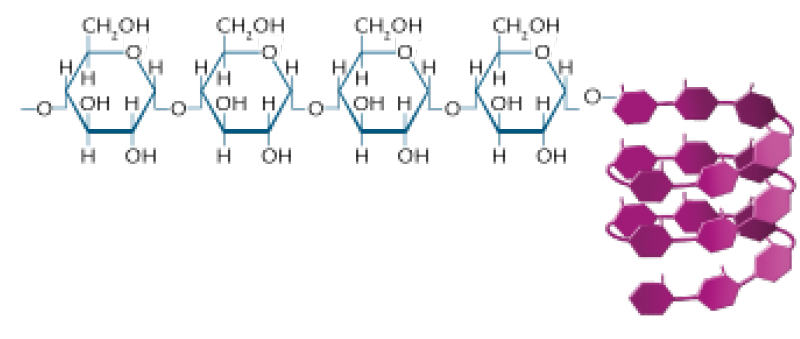 CH₂OH CH₂OH CH₂OH CH₂OH
O O O O
H H H H H H H H
H H H H
O OH H O OH H O OH H O OH H O
H OH H OH H OH H OH